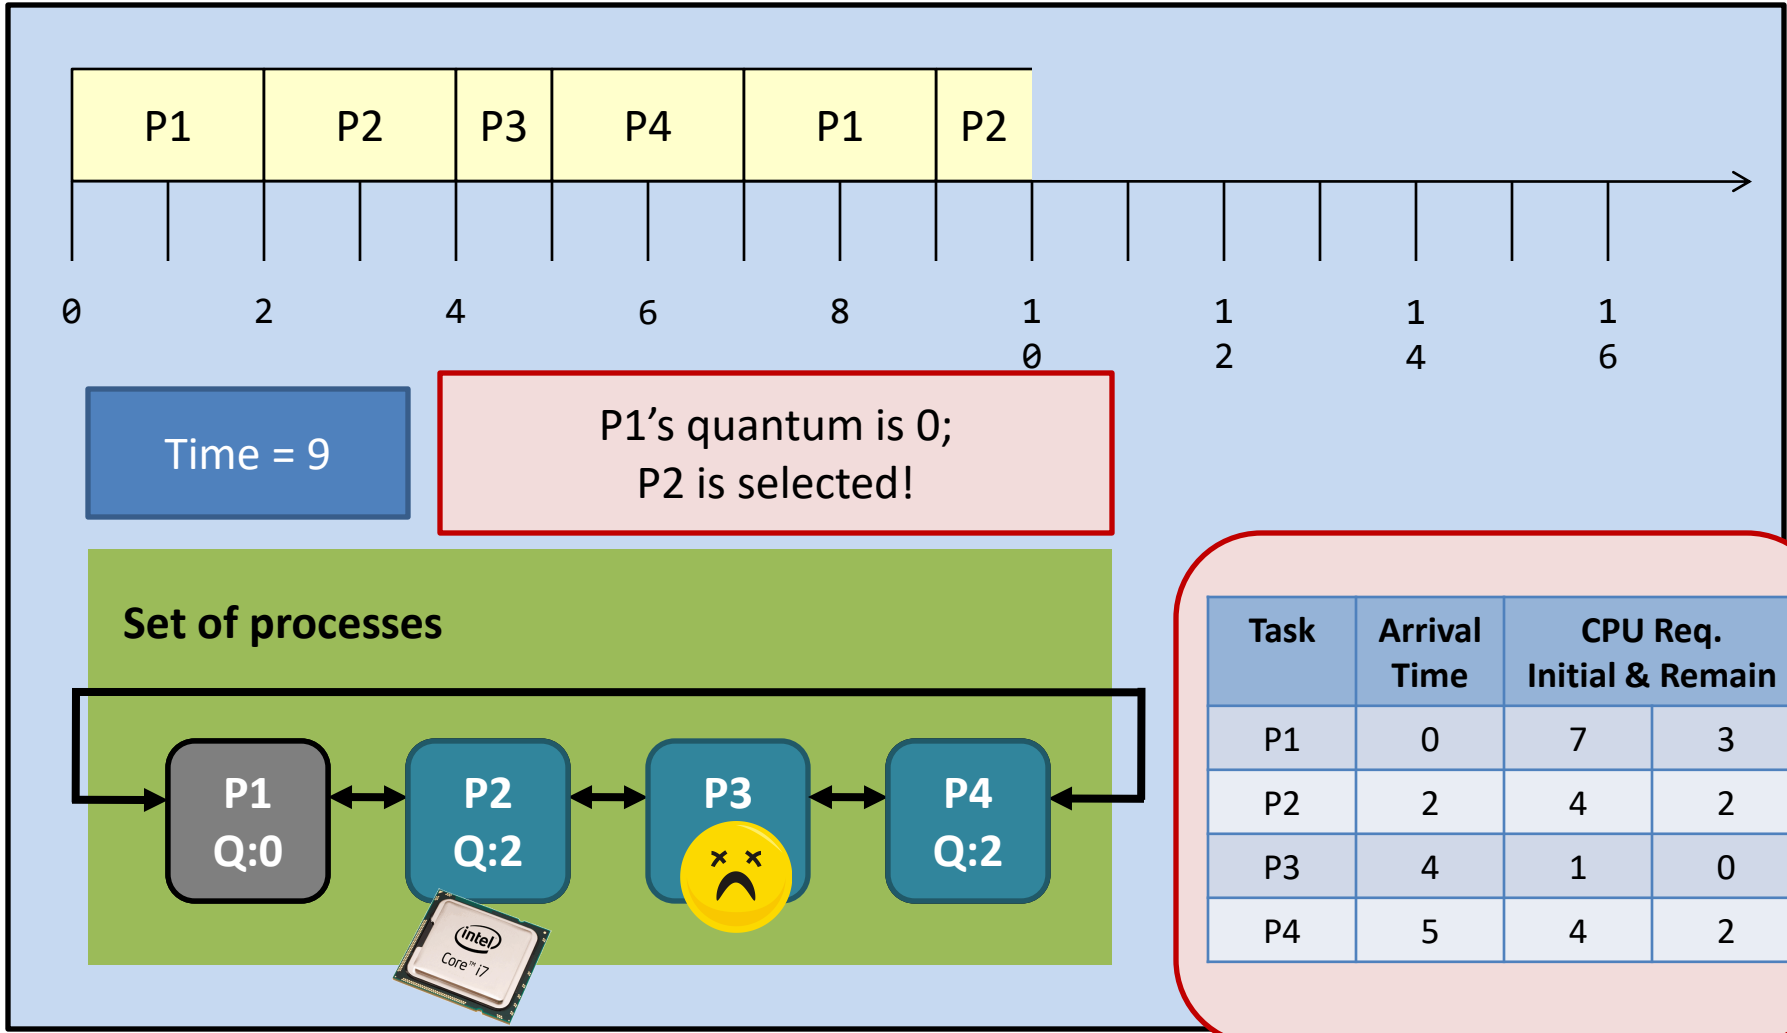 P1 P2 P3 P4 P1 P2
0 2 4 6 8 1 1 1 1
0 2 4 6
Time = 9
P1’s quantum is 0;
P2 is selected!
Set of processes
P1 P2 P3 P4
Q:0 Q:2 Q:2
intel
Core™ i7
Task Arrival CPU Req.
Time Initial & Remain
P1 0 7 3
P2 2 4 2
P3 4 1 0
P4 5 4 2